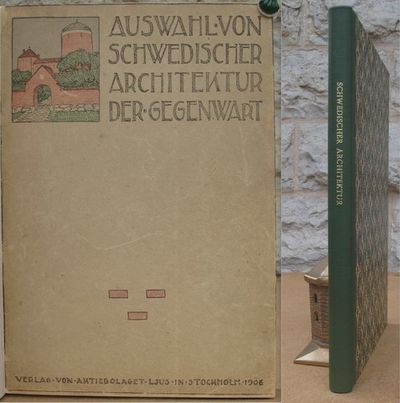 AUSWAHL·VON
SCHWEDISCHER
ARCHITEKTUR
DER·GEGENWART
VERLAG·VON·AKTIEBOLAGET·LJUS·IN·STOCKHOLM·1906
SCHWEDISCHER ARCHITEKTUR